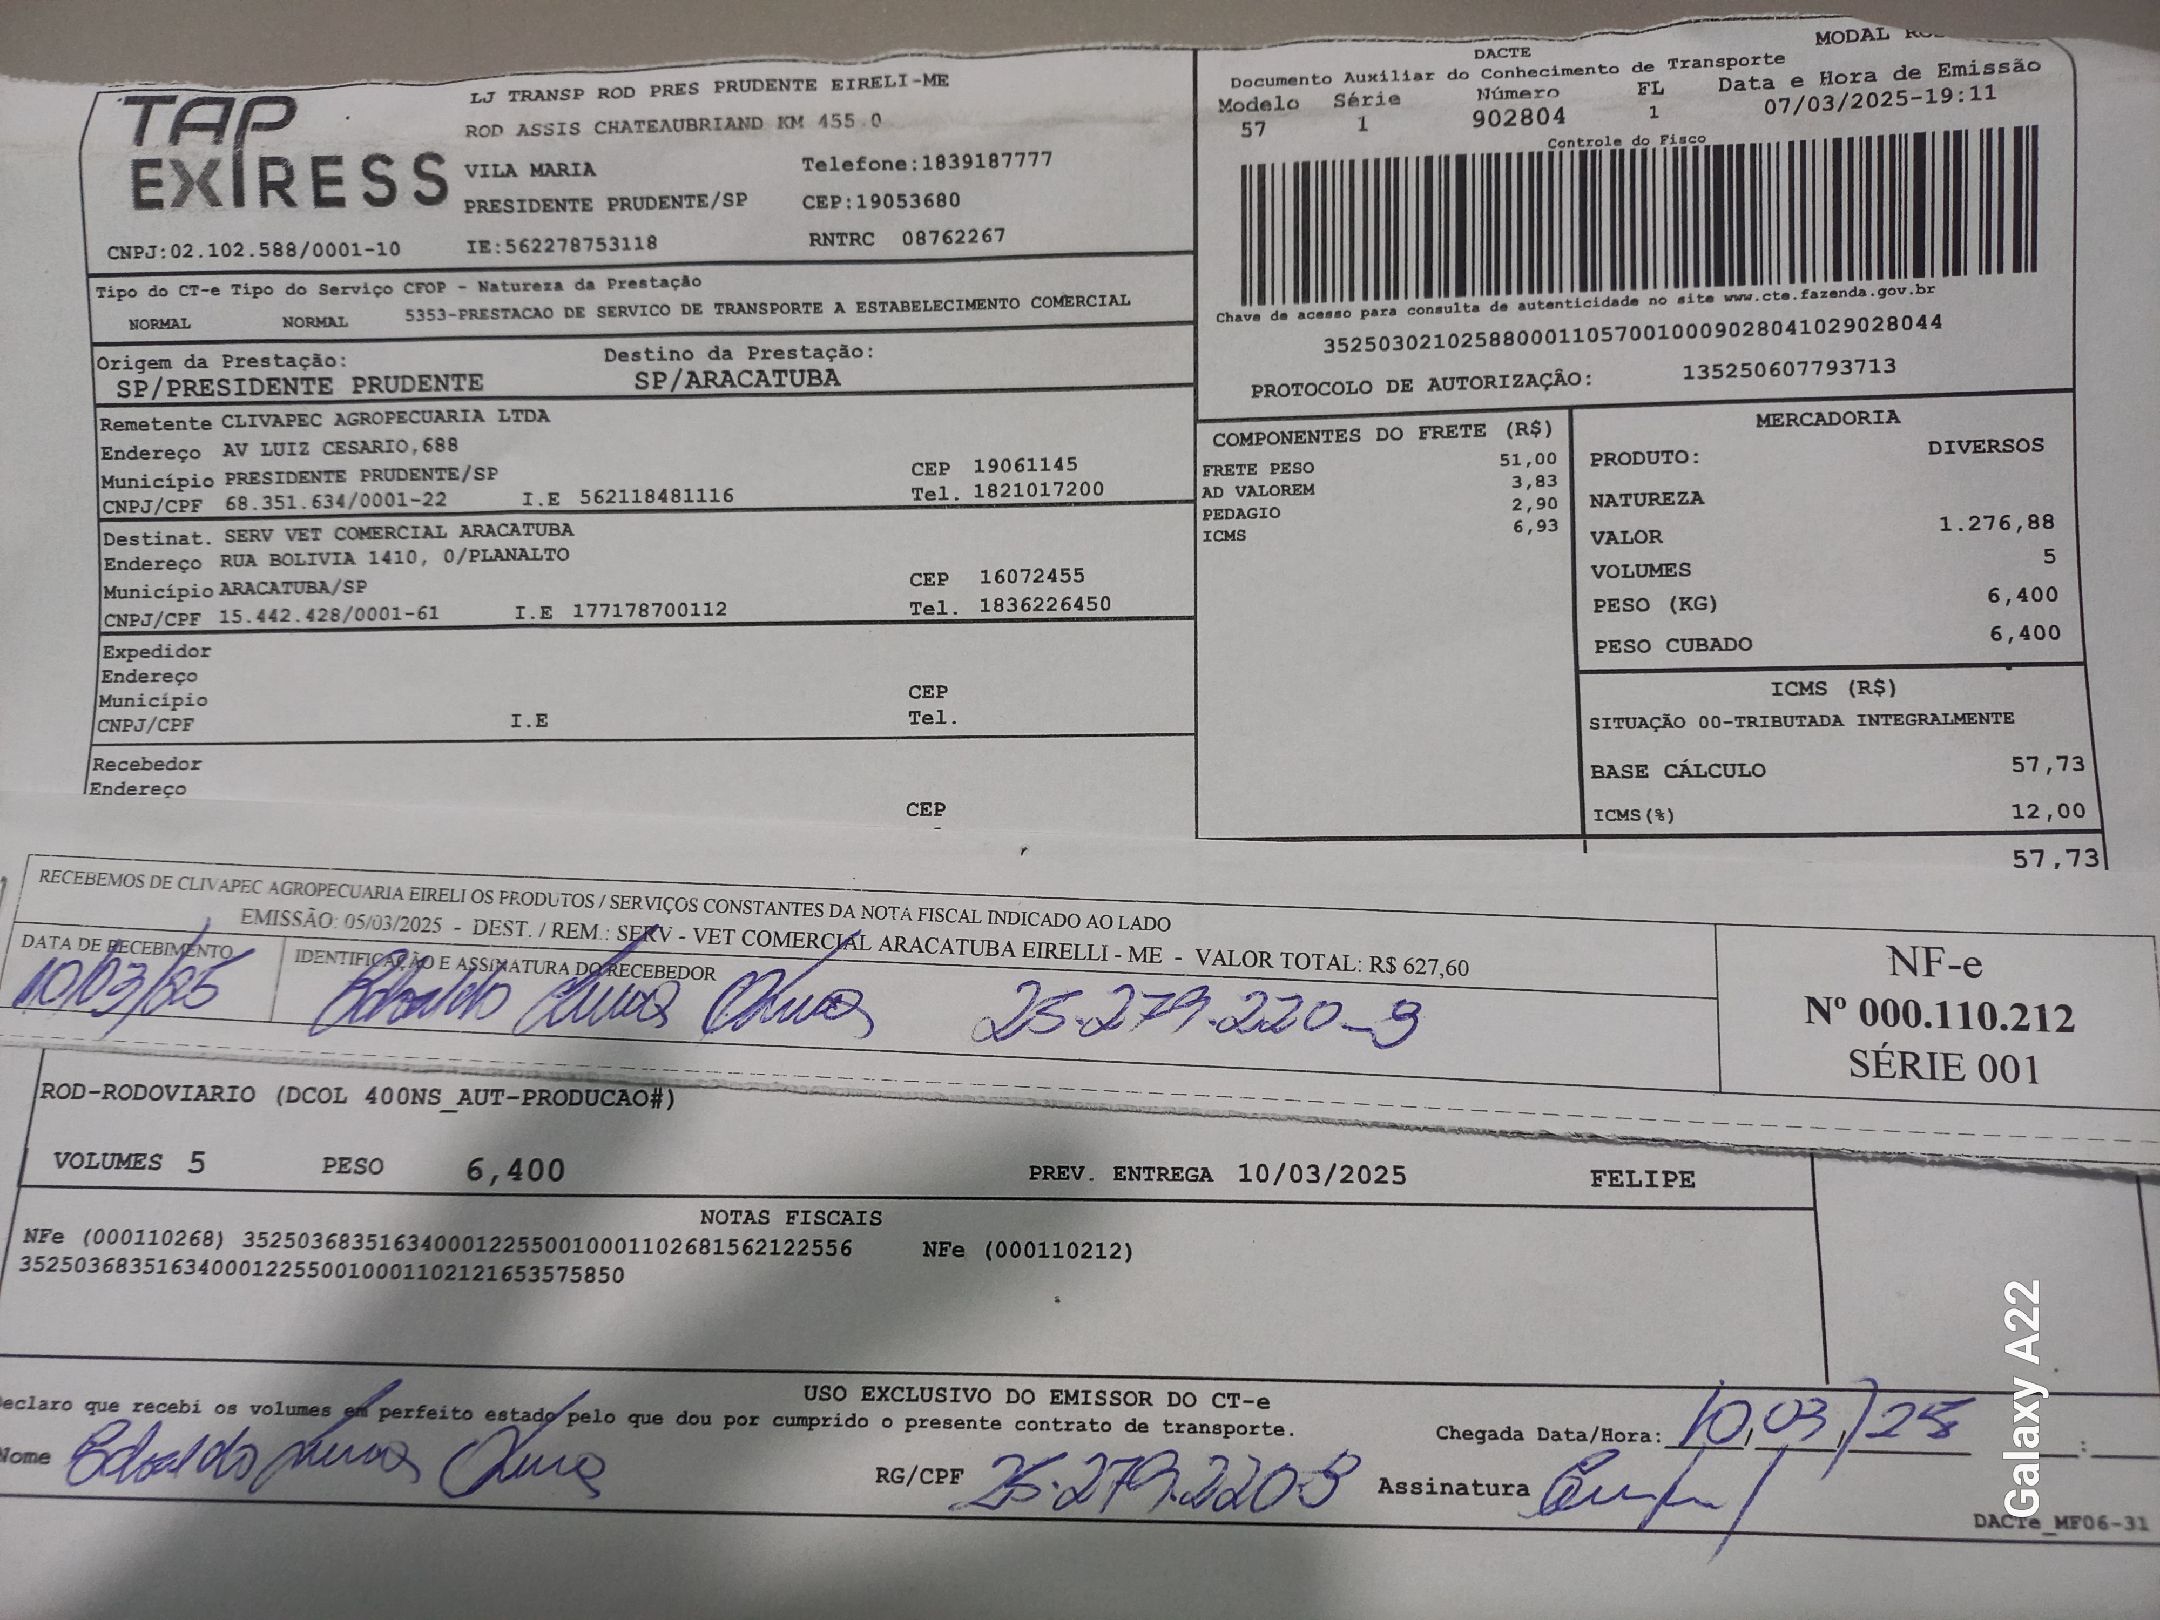 TAP EXPRESS
LJ TRANSP ROD PRES PRUDENTE EIRELI-ME
ROD ASSIS CHATEAUBRIAND KM 455 0
VILA MARIA Telefone:1839187777
PRESIDENTE PRUDENTE/SP CEP:19053680
CNPJ:02.102.588/0001-10 IE:562278753118 RNTRC 08762267
DACTE MODAL
Documento Auxiliar do Conhecimento de Transporte
Modelo Série Número FL Data e Hora de Emissão
57 1 902804 1 07/03/2025-19:11
Controle do Fisco
Chave de acesso para consulta de autenticidade no site www.cte.fazenda.gov.br
35250302102588000110570010009028041029028044
PROTOCOLO DE AUTORIZAÇÃO: 135250607793713
Tipo do CT-e Tipo do Serviço CFOP - Natureza da Prestação
NORMAL NORMAL 5353-PRESTACAO DE SERVICO DE TRANSPORTE A ESTABELECIMENTO COMERCIAL
Origem da Prestação: Destino da Prestação:
SP/PRESIDENTE PRUDENTE SP/ARACATUBA
Remetente CLIVAPEC AGROPECUARIA LTDA
Endereço AV LUIZ CESARIO,688
Município PRESIDENTE PRUDENTE/SP CEP 19061145
CNPJ/CPF 68.351.634/0001-22 I.E 562118481116 Tel. 1821017200
Destinat. SERV VET COMERCIAL ARACATUBA
Endereço RUA BOLIVIA 1410, 0/PLANALTO
Município ARACATUBA/SP CEP 16072455
CNPJ/CPF 15.442.428/0001-61 I.E 177178700112 Tel. 1836226450
Expedidor
Endereço
Município CEP
CNPJ/CPF I.E Tel.
Recebedor
Endereço
CEP
COMPONENTES DO FRETE (R$)
FRETE PESO 51,00
AD VALOREM 3,83
PEDAGIO 2,90
ICMS 6,93
MERCADORIA
PRODUTO: DIVERSOS
NATUREZA
VALOR 1.276,88
VOLUMES 5
PESO (KG) 6,400
PESO CUBADO 6,400
ICMS (R$)
SITUAÇÃO 00-TRIBUTADA INTEGRALMENTE
BASE CÁLCULO 57,73
ICMS(%) 12,00
57,73
RECEBEMOS DE CLIVAPEC AGROPECUARIA EIRELI OS PRODUTOS / SERVIÇOS CONSTANTES DA NOTA FISCAL INDICADO AO LADO
EMISSÃO: 05/03/2025 - DEST. / REM.: SERV - VET COMERCIAL ARACATUBA EIRELLI - ME - VALOR TOTAL: R$ 627,60
DATA DE RECEBIMENTO IDENTIFICAÇÃO E ASSINATURA DO RECEBEDOR
10/03/25 25.279.220-9
NF-e
Nº 000.110.212
SÉRIE 001
ROD-RODOVIARIO (DCOL 400NS_AUT-PRODUCAO#)
VOLUMES 5 PESO 6,400 PREV. ENTREGA 10/03/2025 FELIPE
NOTAS FISCAIS
NFe (000110268) 35250368351634000122550010001102681562122556 NFe (000110212)
35250368351634000122550010001102121653575850
USO EXCLUSIVO DO EMISSOR DO CT-e
eclaro que recebi os volumes em perfeito estado pelo que dou por cumprido o presente contrato de transporte.
Chegada Data/Hora: 10,03,/25 :
Nome RG/CPF 25.279.220-9 Assinatura
DACTe_MF06-31
Galaxy A22